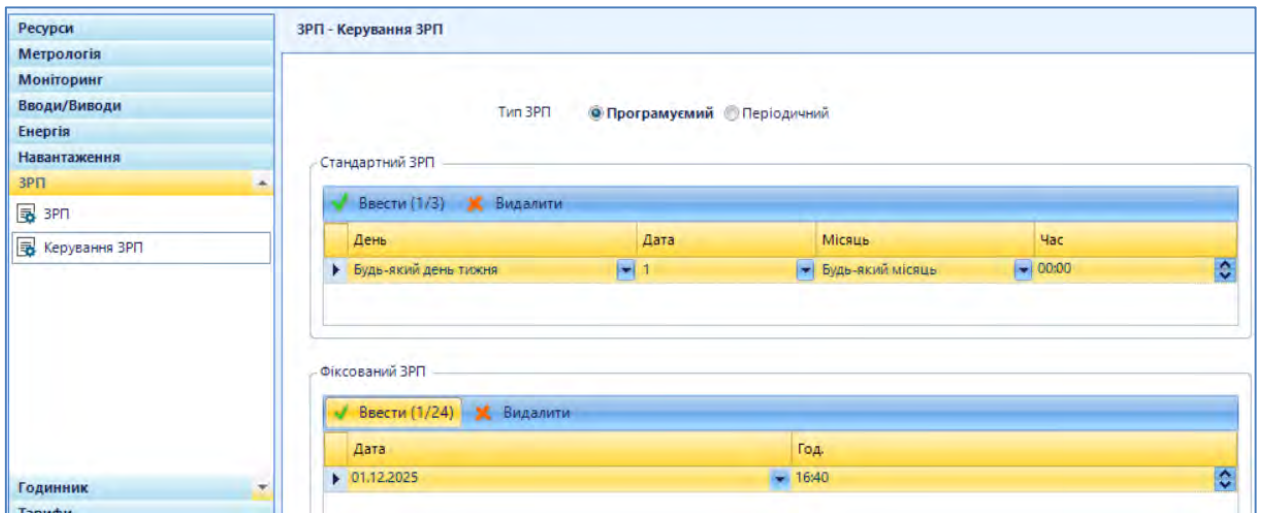 Ресурси
Метрологія
Моніторинг
Вводи/Виводи
Енергія
Навантаження
ЗРП
ЗРП
Керування ЗРП
Годинник
Тарифи
ЗРП - Керування ЗРП
Тип ЗРП Програмуємий Періодичний
Стандартний ЗРП
Ввести (1/3) Видалити
День Дата Місяць Час
Будь-який день тижня 1 Будь-який місяць 00:00
Фіксований ЗРП
Ввести (1/24) Видалити
Дата Год.
01.12.2025 16:40